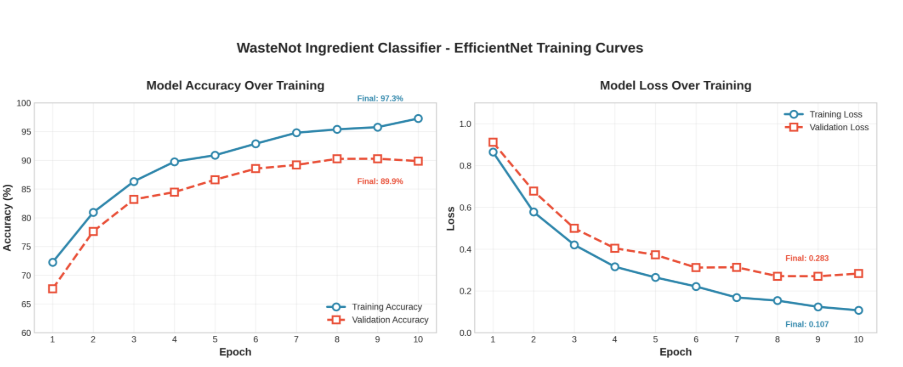 WasteNot Ingredient Classifier - EfficientNet Training Curves
Model Accuracy Over Training
Final: 97.3%
100
95
90
85
80
75
70
65
60
Accuracy (%)
Final: 89.9%
Training Accuracy
Validation Accuracy
1 2 3 4 5 6 7 8 9 10
Epoch
Model Loss Over Training
Training Loss
Validation Loss
1.0
0.8
0.6
0.4
0.2
0.0
Loss
Final: 0.283
Final: 0.107
1 2 3 4 5 6 7 8 9 10
Epoch